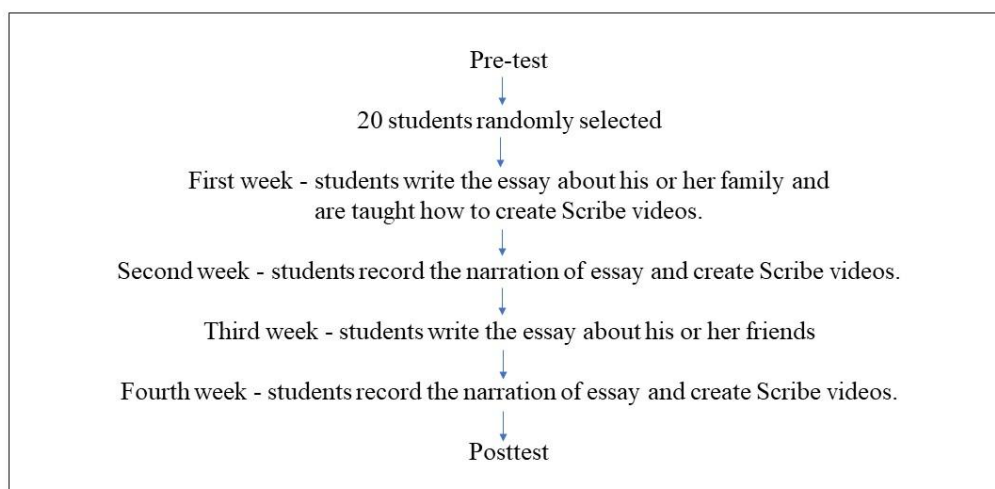 Pre-test
20 students randomly selected
First week - students write the essay about his or her family and
are taught how to create Scribe videos.
Second week - students record the narration of essay and create Scribe videos.
Third week - students write the essay about his or her friends
Fourth week - students record the narration of essay and create Scribe videos.
Posttest